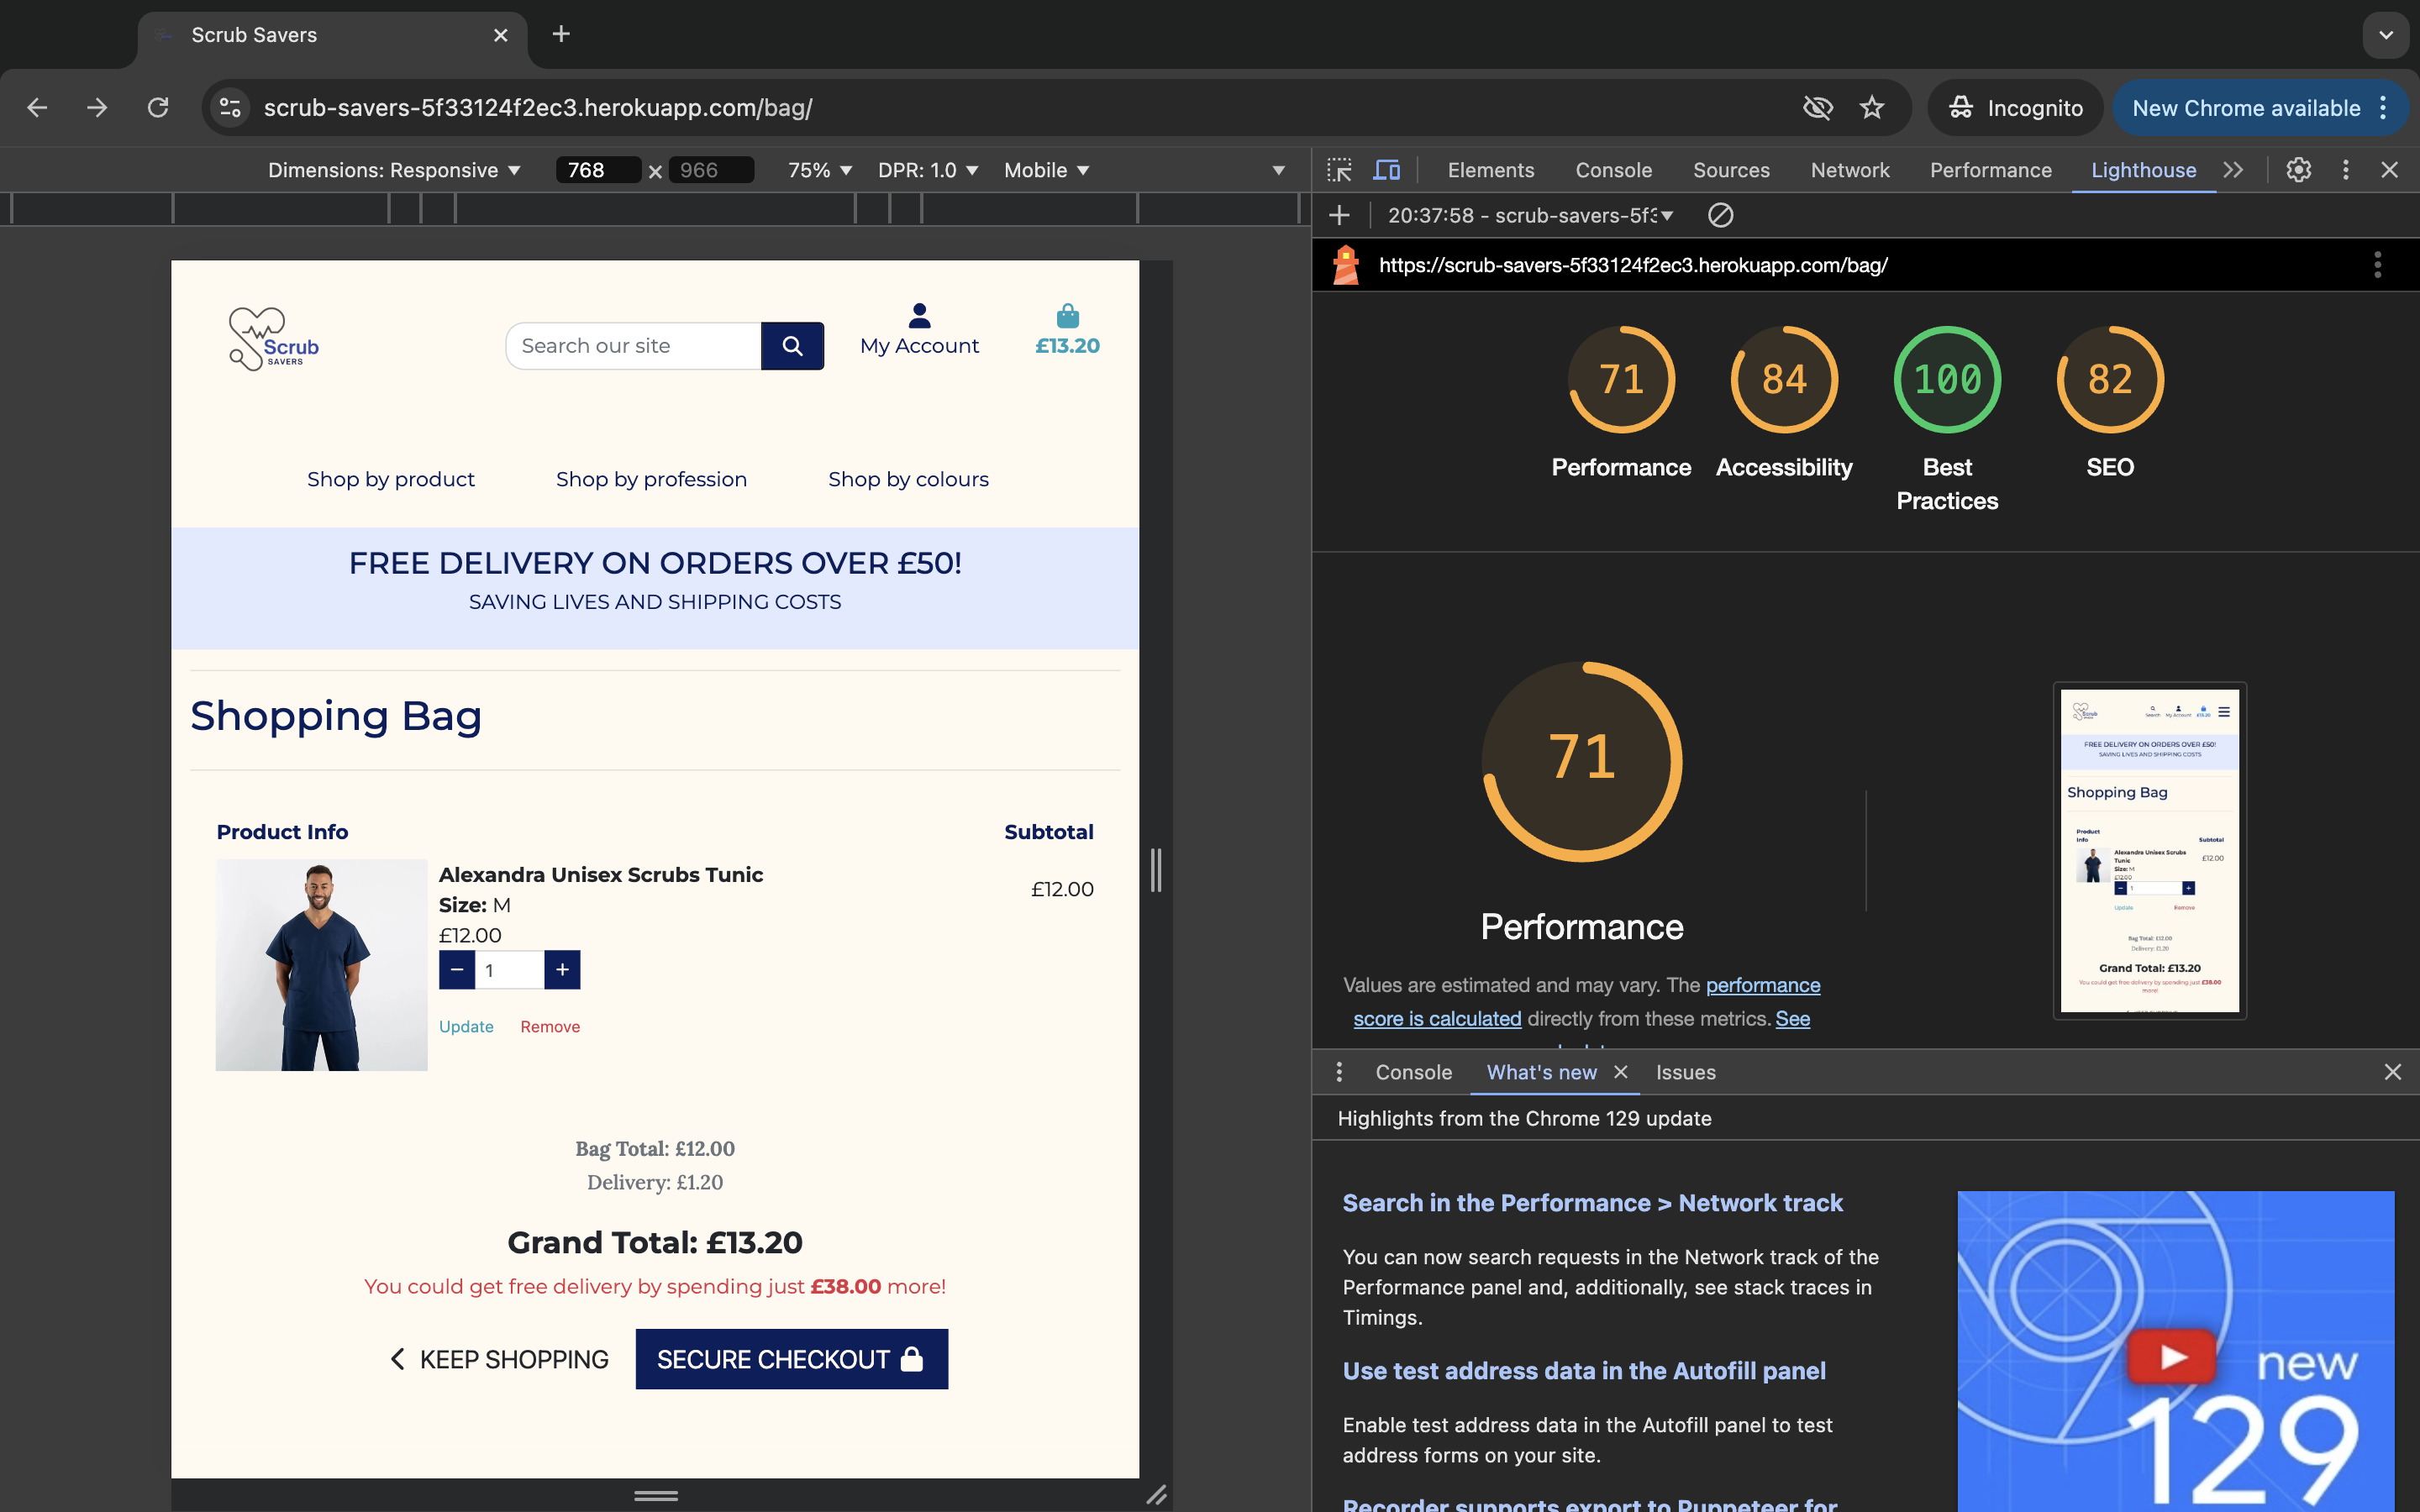 Scrub Savers
scrub-savers-5f33124f2ec3.herokuapp.com/bag/
Incognito
New Chrome available
Dimensions: Responsive
768 x 966
75%
DPR: 1.0
Mobile
Elements
Console
Sources
Network
Performance
Lighthouse
20:37:58 - scrub-savers-5f3
https://scrub-savers-5f33124f2ec3.herokuapp.com/bag/
Scrub
SAVERS
Search our site
My Account
£13.20
Shop by product
Shop by profession
Shop by colours
FREE DELIVERY ON ORDERS OVER £50!
SAVING LIVES AND SHIPPING COSTS
Shopping Bag
Product Info
Subtotal
Alexandra Unisex Scrubs Tunic
Size: M
£12.00
£12.00
− 1 +
Update
Remove
Bag Total: £12.00
Delivery: £1.20
Grand Total: £13.20
You could get free delivery by spending just £38.00 more!
KEEP SHOPPING
SECURE CHECKOUT
71
Performance
84
Accessibility
100
Best
Practices
82
SEO
71
Performance
Values are estimated and may vary. The performance
score is calculated directly from these metrics. See
Scrub
Search
My Account
£13.20
FREE DELIVERY ON ORDERS OVER £50!
SAVING LIVES AND SHIPPING COSTS
Shopping Bag
Product
Info
Subtotal
Alexandra Unisex Scrubs
Tunic
Size: M
£12.00
£12.00
− 1 +
Update
Remove
Bag Total: £12.00
Delivery: £1.20
Grand Total: £13.20
You could get free delivery by spending just £38.00
more!
Console
What's new
Issues
Highlights from the Chrome 129 update
Search in the Performance > Network track
You can now search requests in the Network track of the
Performance panel and, additionally, see stack traces in
Timings.
Use test address data in the Autofill panel
Enable test address data in the Autofill panel to test
address forms on your site.
Recorder supports export to Puppeteer for
new
129